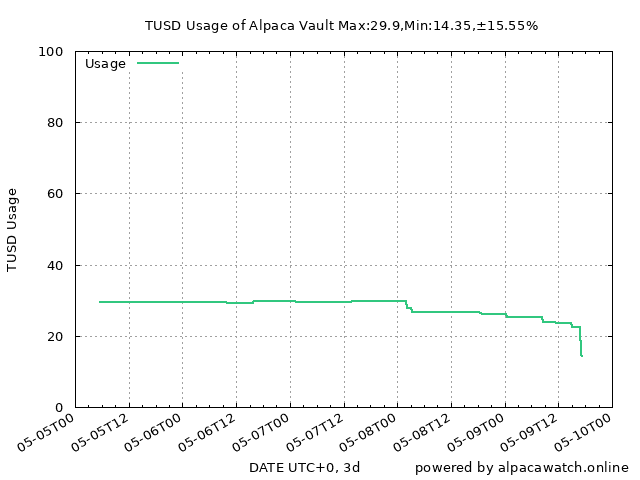 TUSD Usage of Alpaca Vault Max:29.9,Min:14.35,±15.55%
Usage
TUSD Usage
100
80
60
40
20
0
05-05T00
05-05T12
05-06T00
05-06T12
05-07T00
05-07T12
05-08T00
05-08T12
05-09T00
05-09T12
05-10T00
DATE UTC+0, 3d
powered by alpacawatch.online